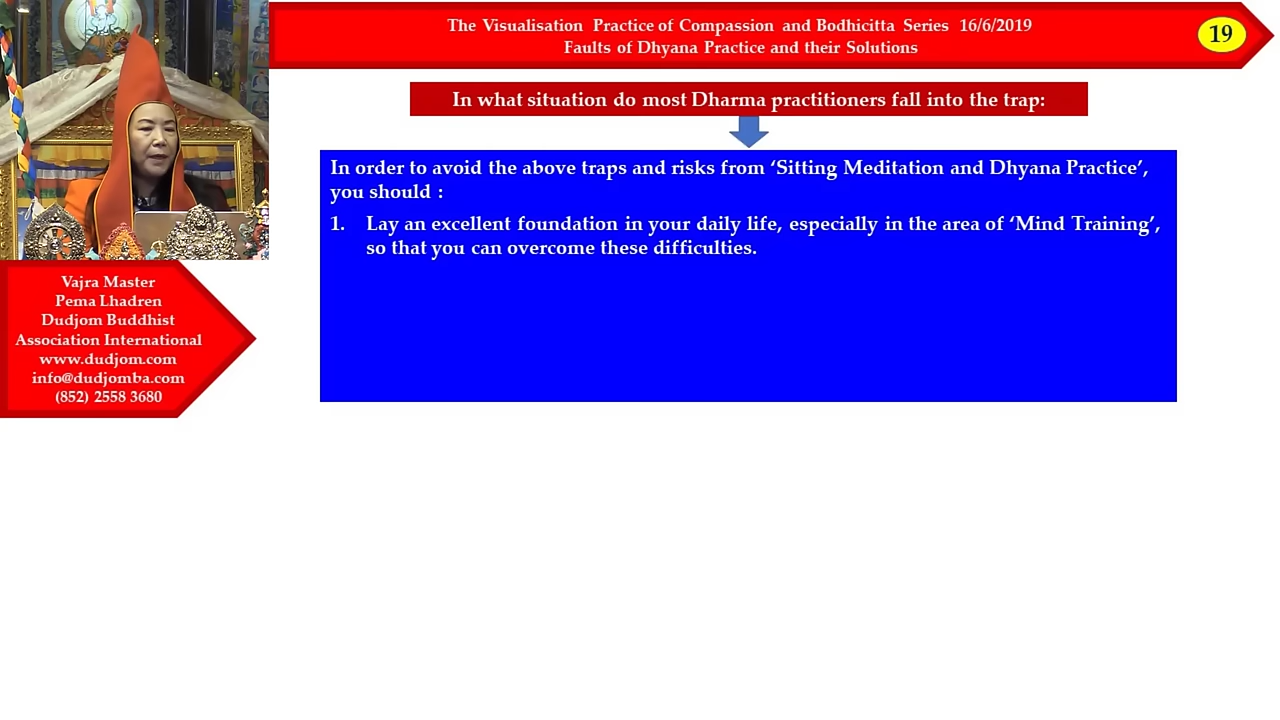 The Visualisation Practice of Compassion and Bodhicitta Series 16/6/2019
Faults of Dhyana Practice and their Solutions
19
In what situation do most Dharma practitioners fall into the trap:
In order to avoid the above traps and risks from ‘Sitting Meditation and Dhyana Practice’,
you should :
1. Lay an excellent foundation in your daily life, especially in the area of ‘Mind Training’,
so that you can overcome these difficulties.
Vajra Master
Pema Lhadren
Dudjom Buddhist
Association International
www.dudjom.com
info@dudjomba.com
(852) 2558 3680